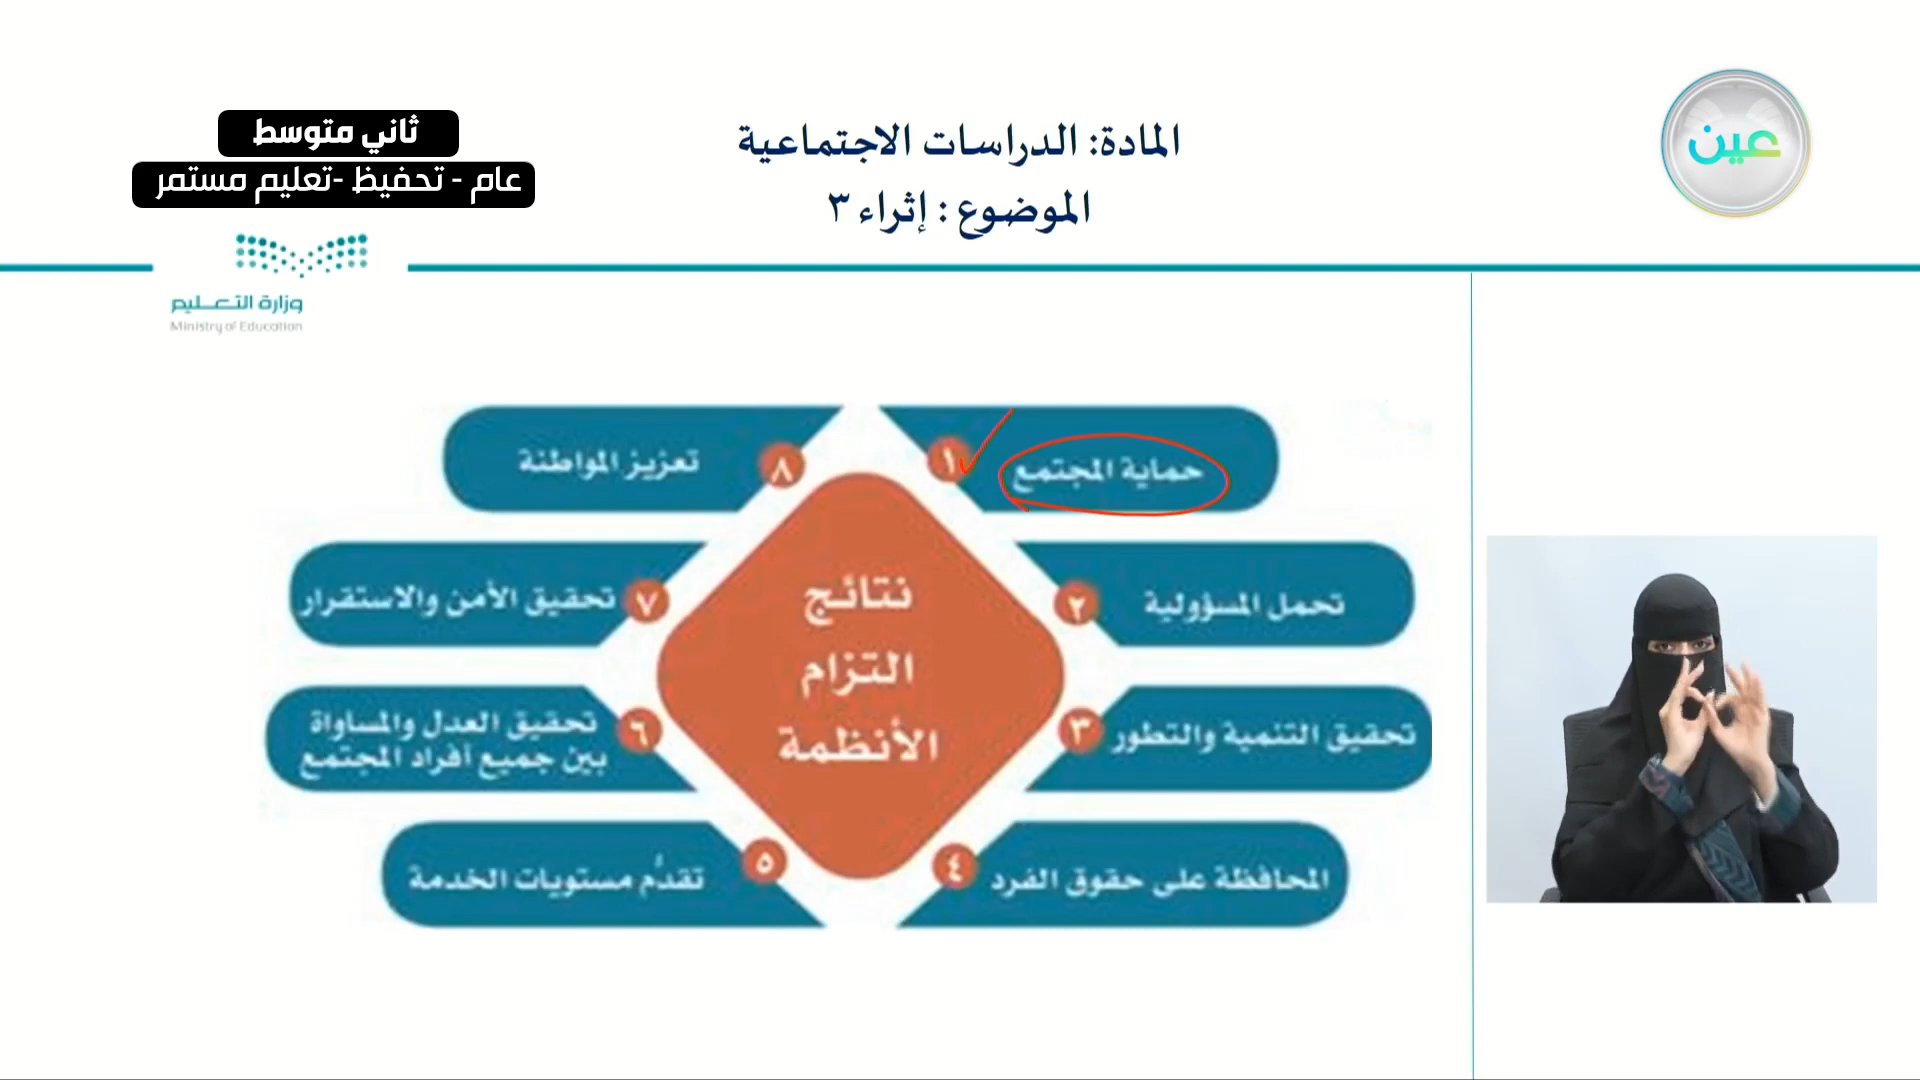 عين
المادة: الدراسات الاجتماعية
الموضوع : إثراء ٣
ثاني متوسط
عام - تحفيظ -تعليم مستمر
وزارة التعـــليم
Ministry of Education
نتائج
التزام
الأنظمة
١ حماية المجتمع
٢ تحمل المسؤولية
٣ تحقيق التنمية والتطور
٤ المحافظة على حقوق الفرد
٥ تقدُّم مستويات الخدمة
٦ تحقيق العدل والمساواة
بين جميع أفراد المجتمع
٧ تحقيق الأمن والاستقرار
٨ تعزيز المواطنة